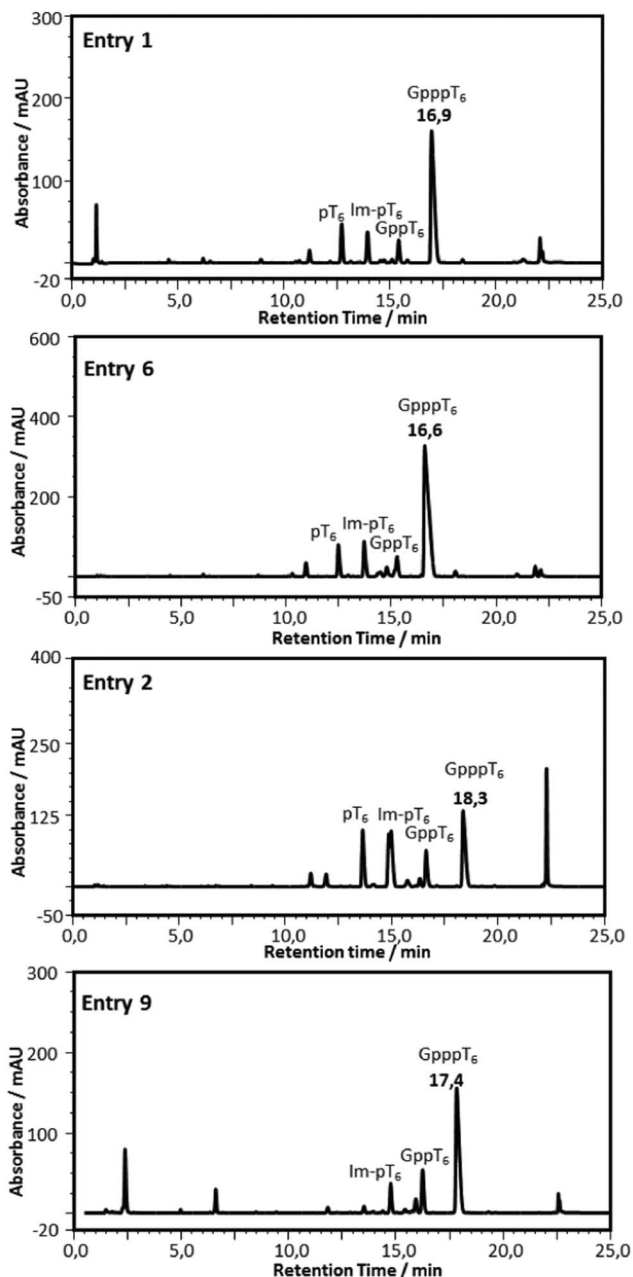 Entry 1
Absorbance / mAU
300
200
100
-20
GpppT₆
16,9
pT₆
Im-pT₆
GppT₆
0,0 5,0 10,0 15,0 20,0 25,0
Retention Time / min
Entry 6
Absorbance / mAU
600
400
200
-50
GpppT₆
16,6
pT₆
Im-pT₆
GppT₆
0,0 5,0 10,0 15,0 20,0 25,0
Retention Time / min
Entry 2
Absorbance / mAU
400
250
125
-50
GpppT₆
18,3
pT₆
Im-pT₆
GppT₆
0,0 5,0 10,0 15,0 20,0 25,0
Retention time / min
Entry 9
Absorbance / mAU
300
200
100
-20
GpppT₆
17,4
Im-pT₆
GppT₆
0,0 5,0 10,0 15,0 20,0 25,0
Retention Time / min